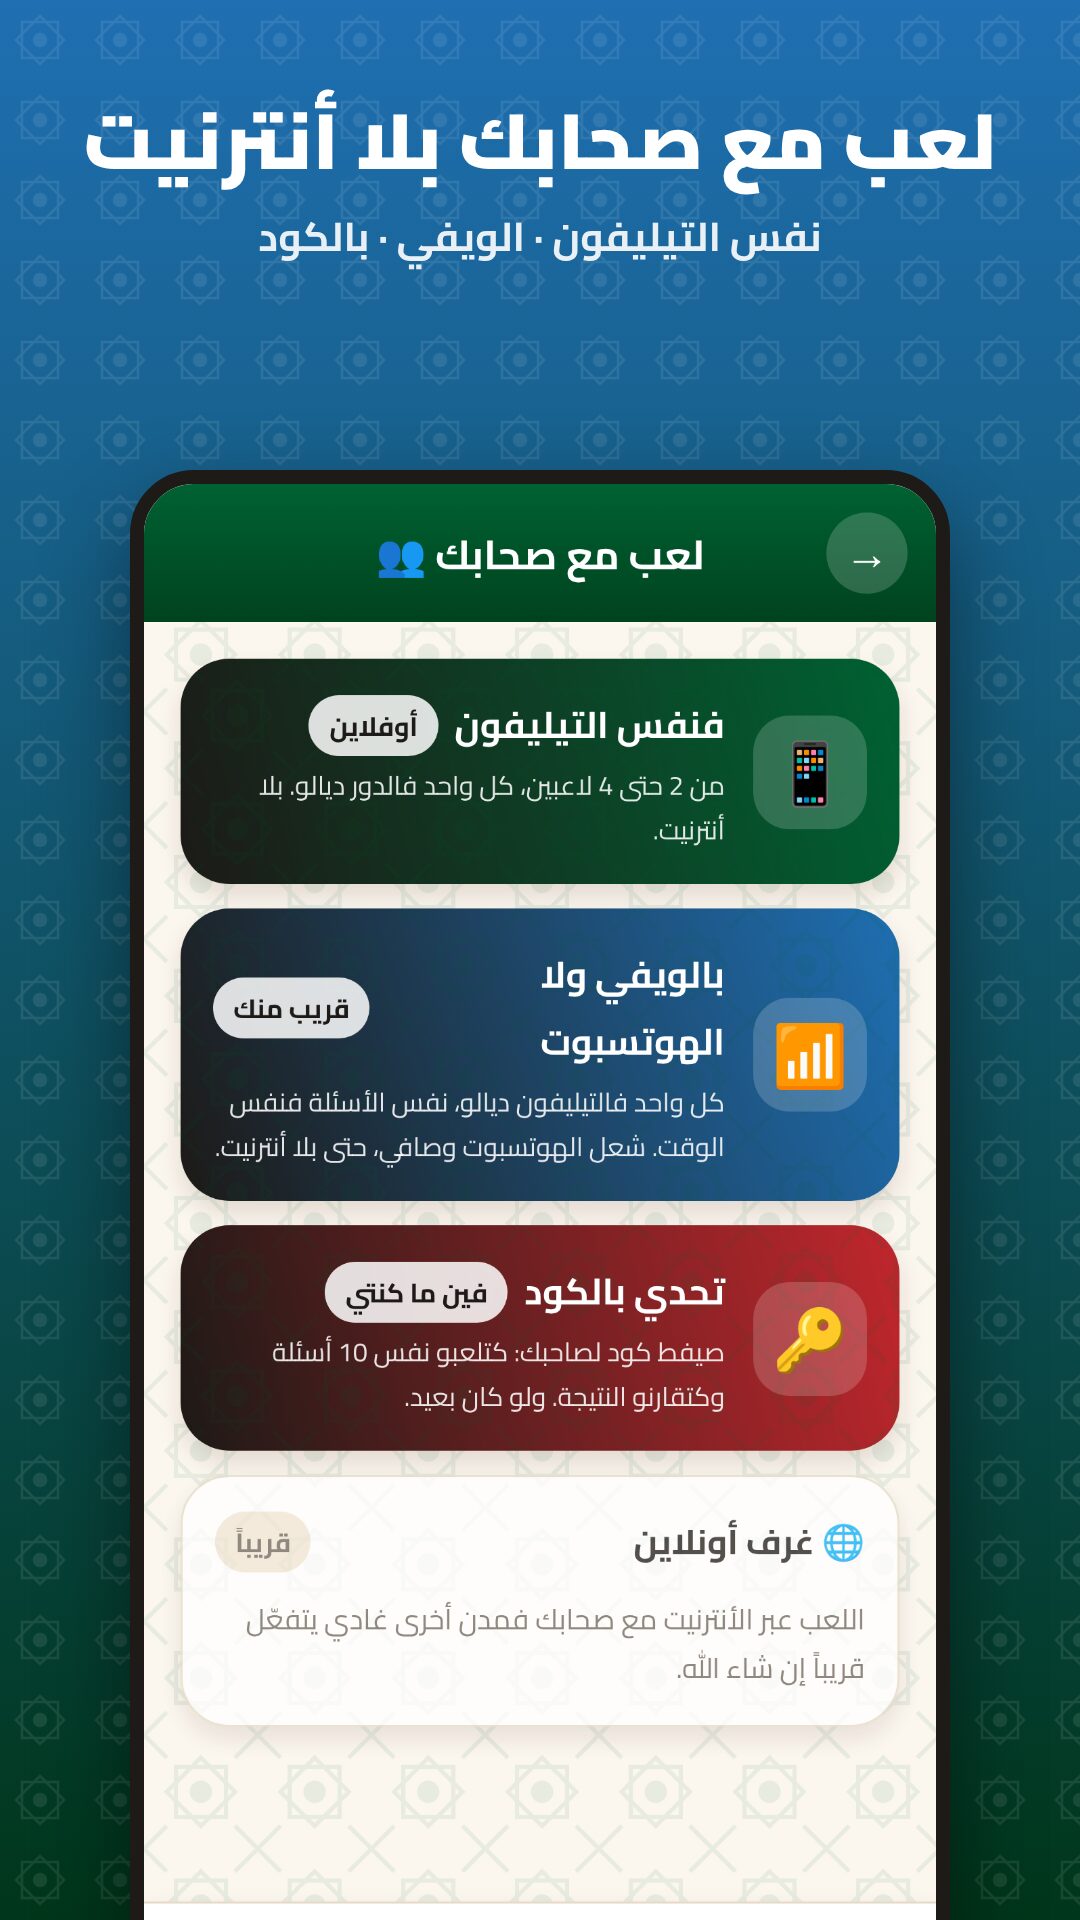 لعب مع صحابك بلا أنترنيت
نفس التيليفون · الويفي · بالكود
→
لعب مع صحابك 👥
فنفس التيليفون أوفلاين
من 2 حتى 4 لاعبين، كل واحد فالدور ديالو. بلا
أنترنيت.
بالويفي ولا
الهوتسبوت
قريب منك
كل واحد فالتيليفون ديالو، نفس الأسئلة فنفس
الوقت. شعل الهوتسبوت وصافي، حتى بلا أنترنيت.
تحدي بالكود فين ما كنتي
صيفط كود لصاحبك: كتلعبو نفس 10 أسئلة
وكتقارنو النتيجة. ولو كان بعيد.
🌐 غرف أونلاين قريباً
اللعب عبر الأنترنيت مع صحابك فمدن أخرى غادي يتفعّل
قريباً إن شاء الله.